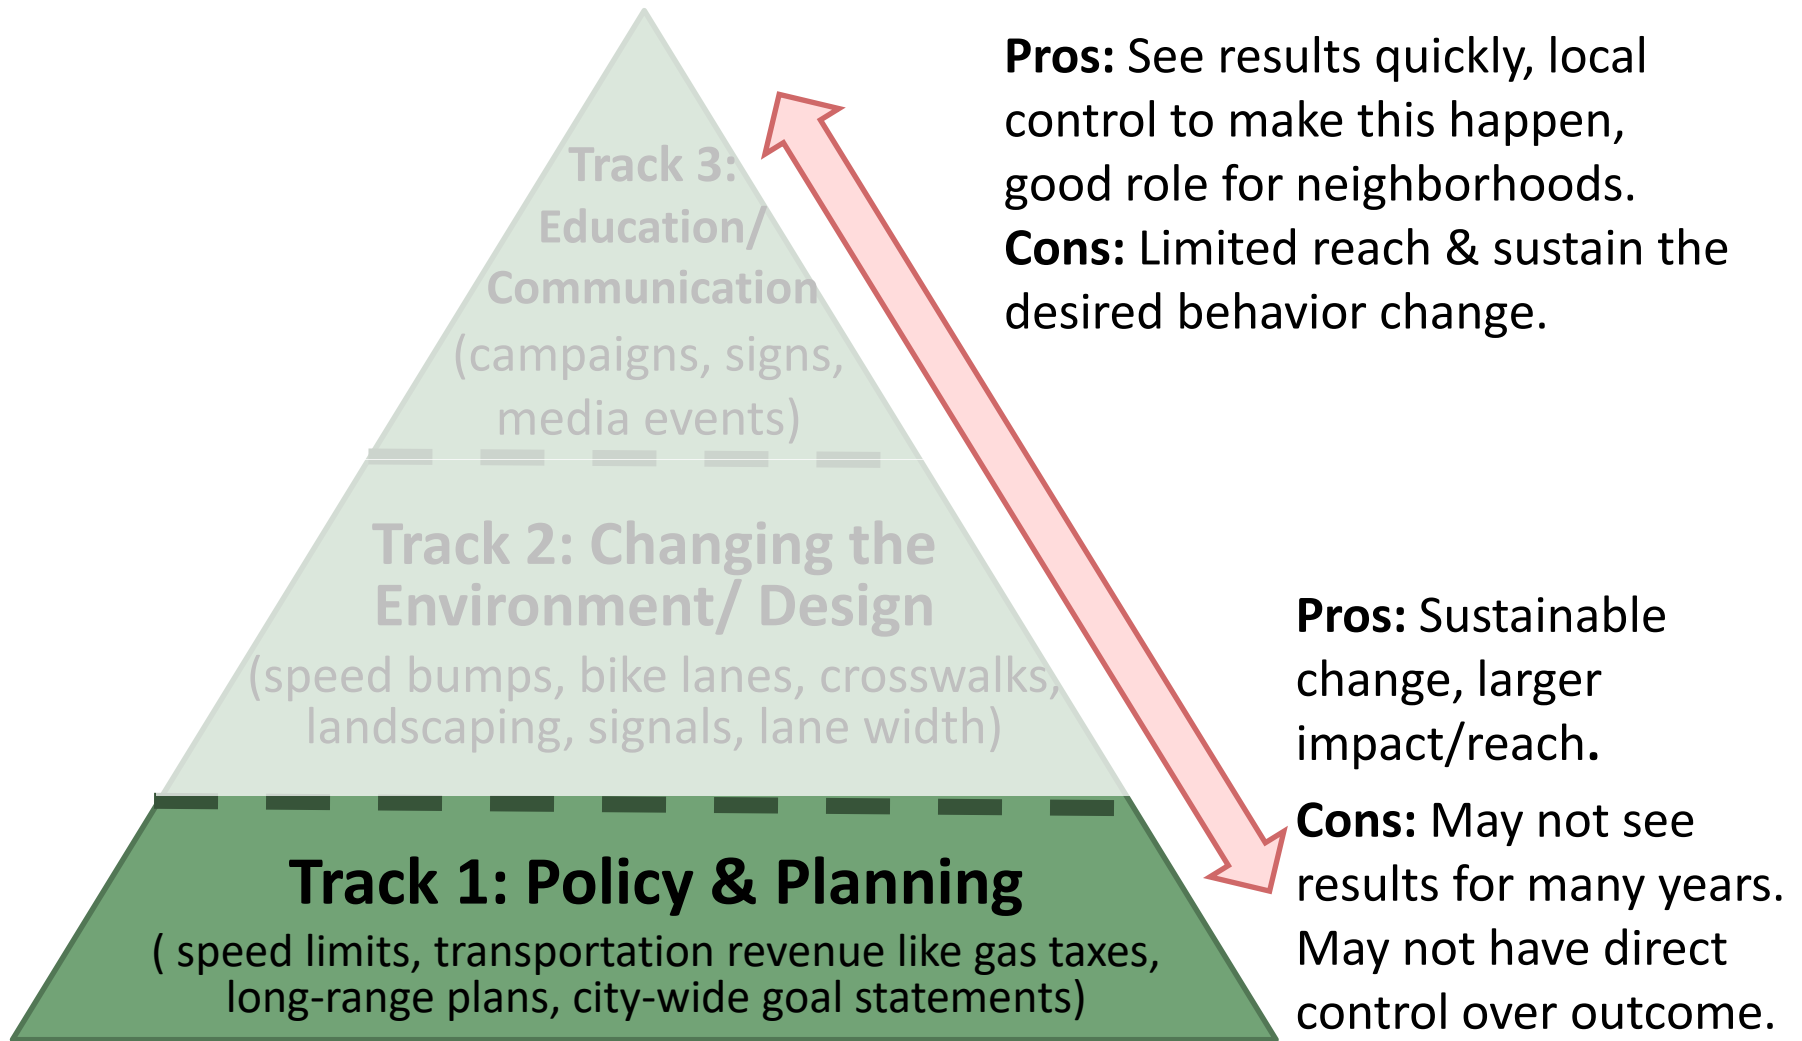 Track 3:
Education/
Communication
(campaigns, signs,
media events)
Track 2: Changing the
Environment/ Design
(speed bumps, bike lanes, crosswalks,
landscaping, signals, lane width)
Track 1: Policy & Planning
( speed limits, transportation revenue like gas taxes,
long-range plans, city-wide goal statements)
Pros: See results quickly, local
control to make this happen,
good role for neighborhoods.
Cons: Limited reach & sustain the
desired behavior change.
Pros: Sustainable
change, larger
impact/reach.
Cons: May not see
results for many years.
May not have direct
control over outcome.